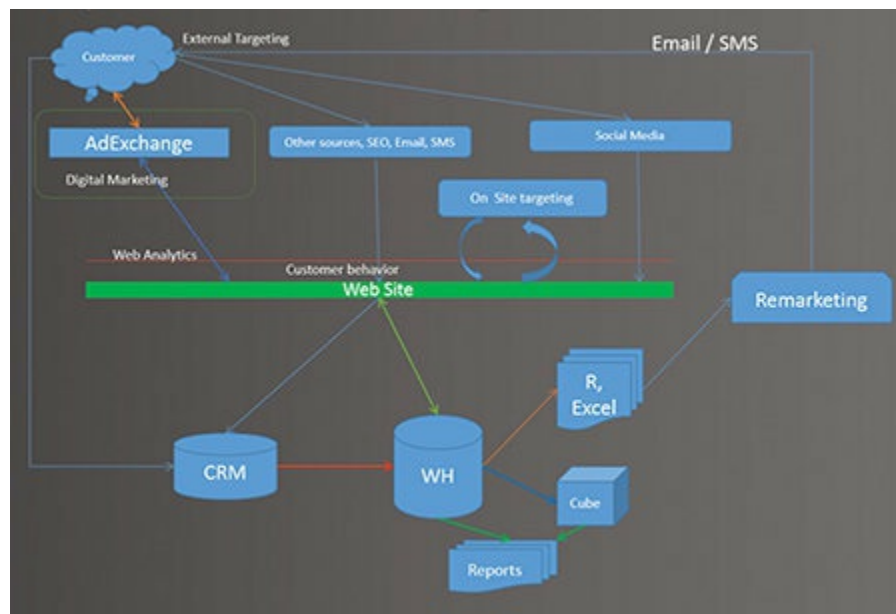 External Targeting
Email / SMS
Customer
AdExchange
Other sources, SEO, Email, SMS
Social Media
Digital Marketing
On Site targeting
Web Analytics
Customer behavior
Web Site
Remarketing
R,
Excel
CRM
WH
Cube
Reports